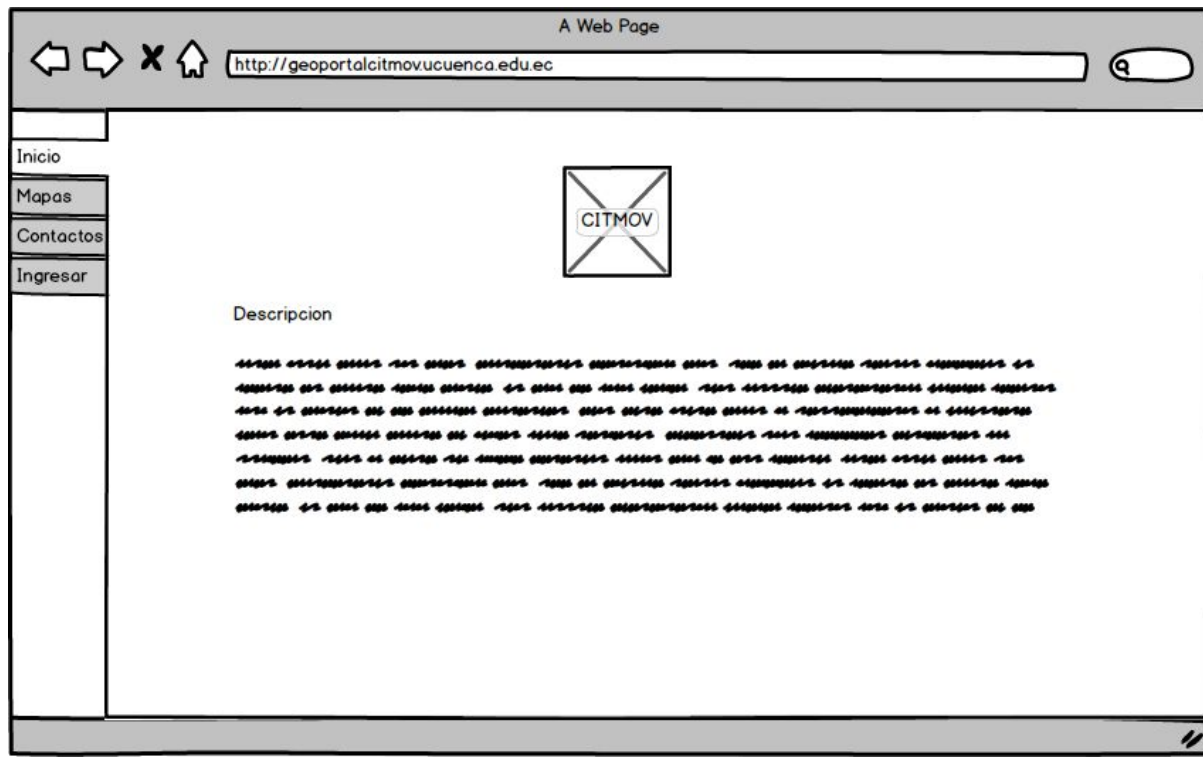 A Web Page
http://geoportalcitmov.ucuenca.edu.ec
Inicio
Mapas
Contactos
Ingresar
CITMOV
Descripcion